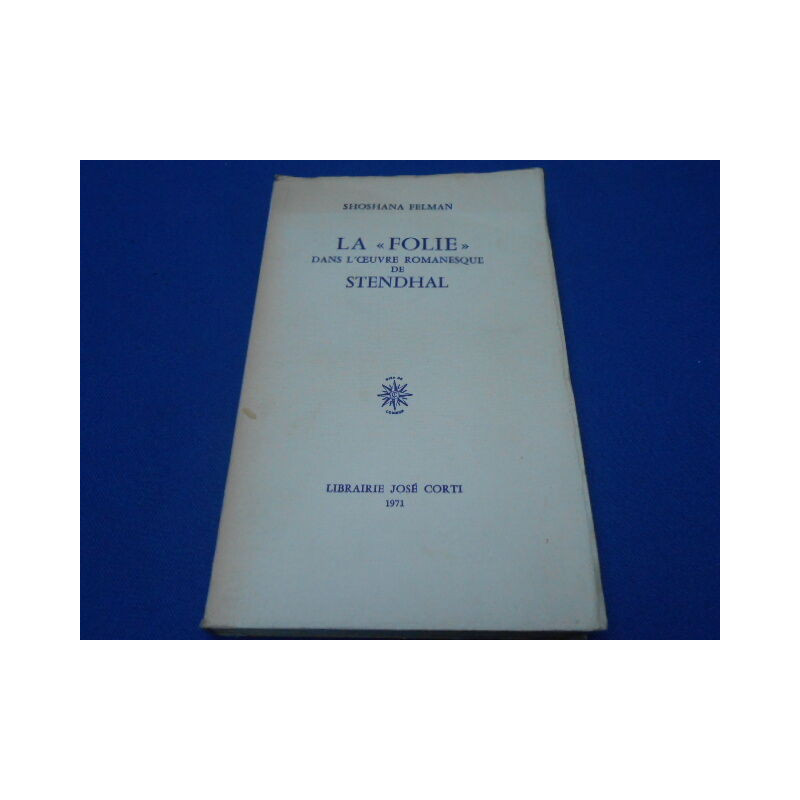 SHOSHANA FELMAN
LA « FOLIE »
DANS L'ŒUVRE ROMANESQUE
DE
STENDHAL
LIBRAIRIE JOSÉ CORTI
1971